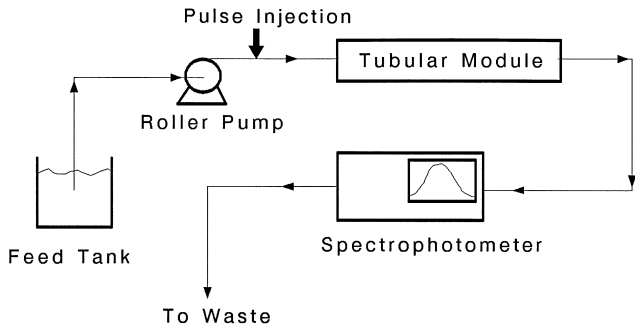 Pulse Injection
Tubular Module
Roller Pump
Spectrophotometer
Feed Tank
To Waste